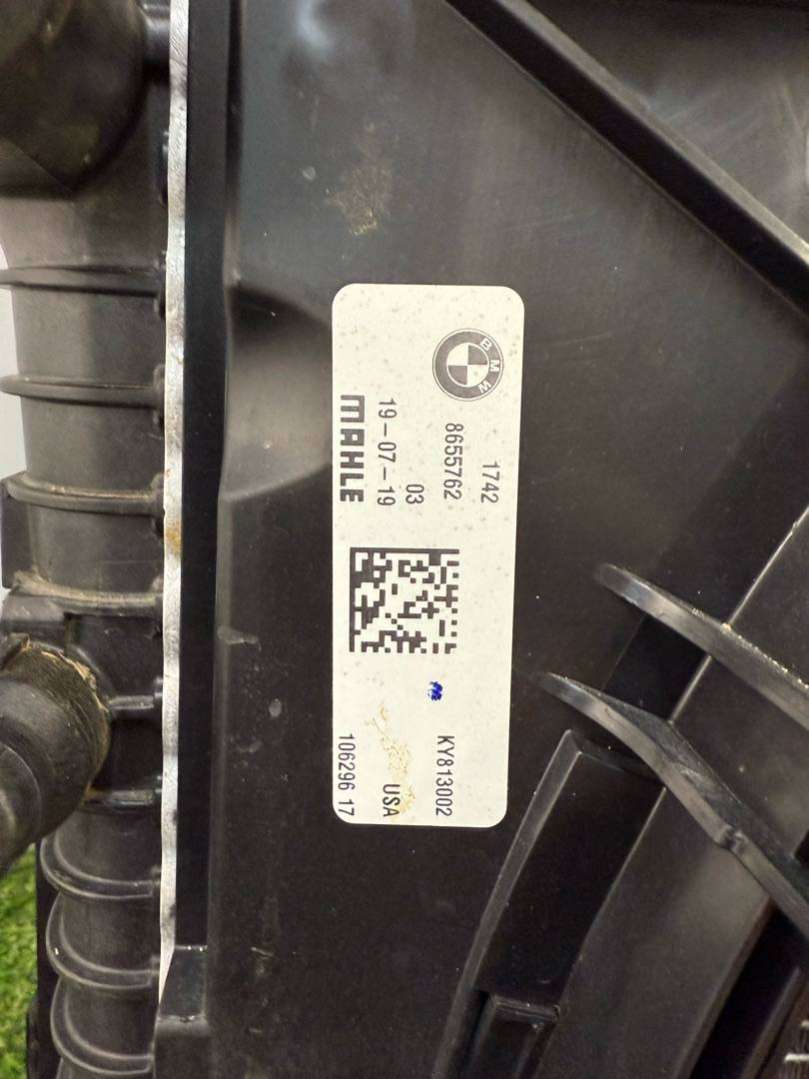 BMW
1742
8655762
03
19-07-19
MAHLE
KY813002
USA
106296 17